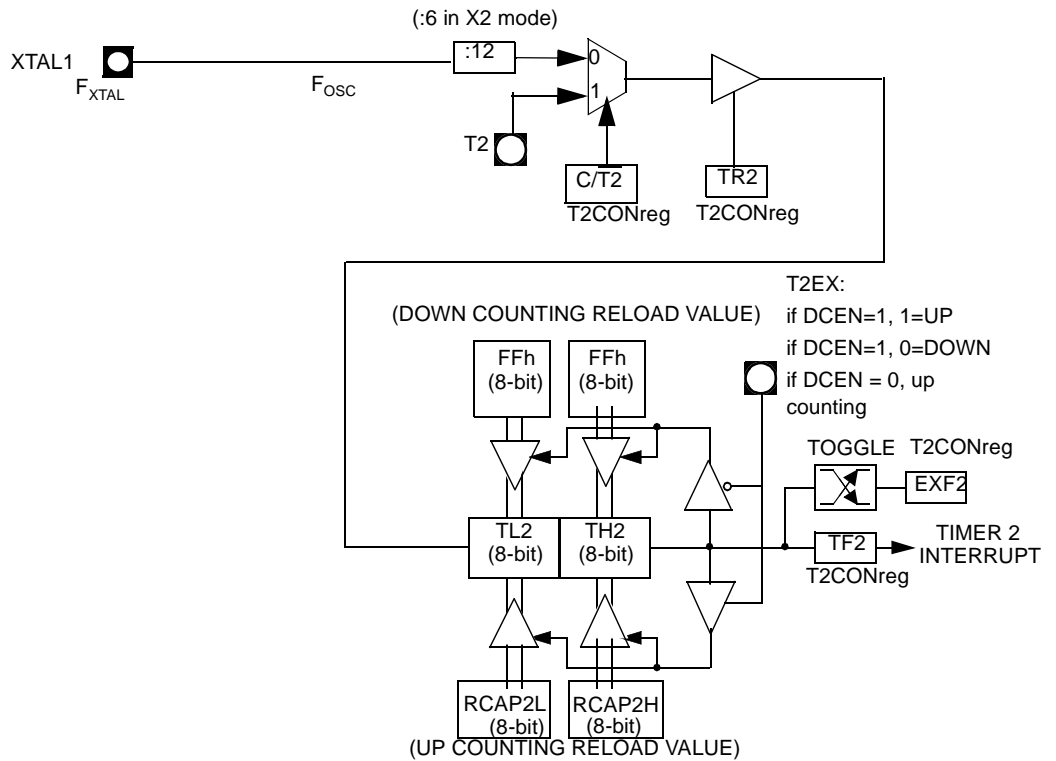 (:6 in X2 mode)
XTAL1
:12
0
FXTAL
FOSC
1
T2
C/T2
TR2
T2CONreg
T2CONreg
T2EX:
(DOWN COUNTING RELOAD VALUE)
if DCEN=1, 1=UP
if DCEN=1, 0=DOWN
if DCEN = 0, up
counting
FFh
(8-bit)
FFh
(8-bit)
TOGGLE
T2CONreg
EXF2
TL2
(8-bit)
TH2
(8-bit)
TF2
TIMER 2
INTERRUPT
T2CONreg
RCAP2L
(8-bit)
RCAP2H
(8-bit)
(UP COUNTING RELOAD VALUE)